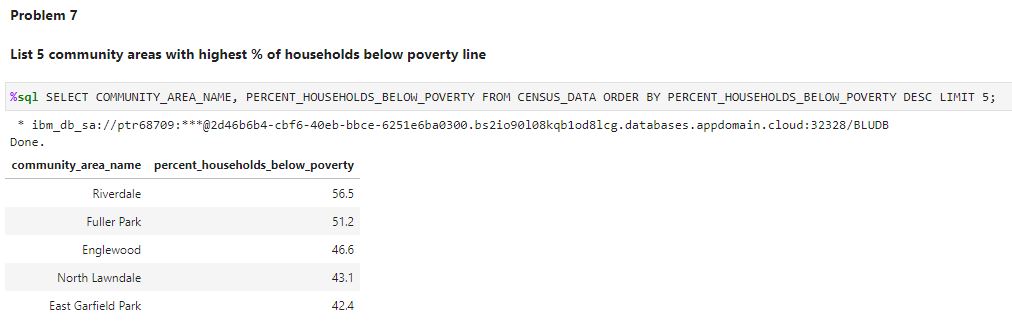 Problem 7
List 5 community areas with highest % of households below poverty line
%sql SELECT COMMUNITY_AREA_NAME, PERCENT_HOUSEHOLDS_BELOW_POVERTY FROM CENSUS_DATA ORDER BY PERCENT_HOUSEHOLDS_BELOW_POVERTY DESC LIMIT 5;
* ibm_db_sa://ptr68709:***@2d46b6b4-cbf6-40eb-bbce-6251e6ba0300.bs2io90l08kqb1od8lcg.databases.appdomain.cloud:32328/BLUDB
Done.
community_area_name percent_households_below_poverty
Riverdale 56.5
Fuller Park 51.2
Englewood 46.6
North Lawndale 43.1
East Garfield Park 42.4